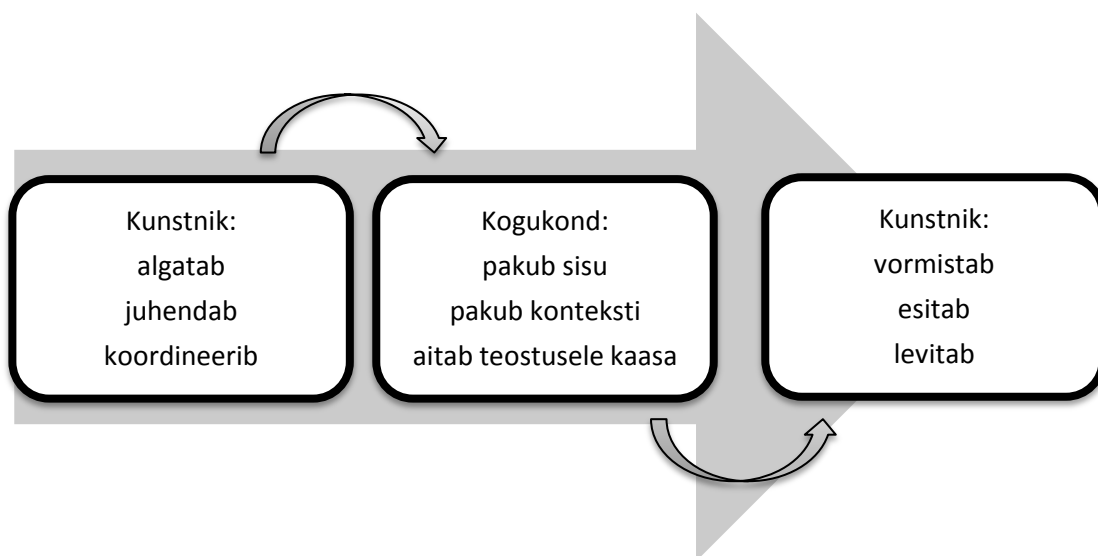 Kunstnik:
algatab
juhendab
koordineerib
Kogukond:
pakub sisu
pakub konteksti
aitab teostusele kaasa
Kunstnik:
vormistab
esitab
levitab